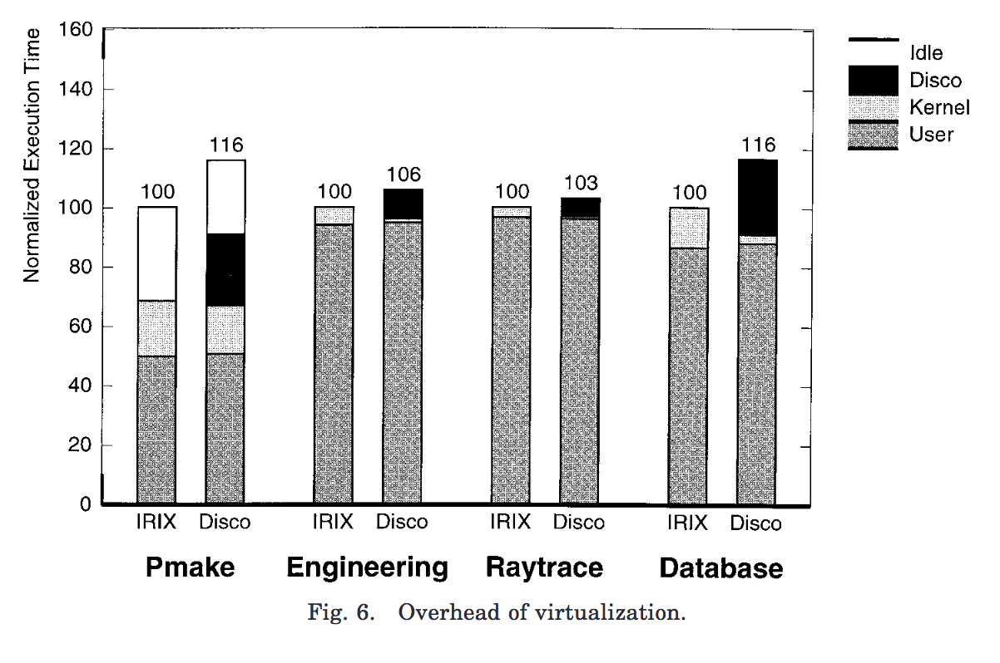 Normalized Execution Time
160
140
120
100
80
60
40
20
0
Idle
Disco
Kernel
User
100
116
100
106
100
103
100
116
IRIX Disco IRIX Disco IRIX Disco IRIX Disco
Pmake Engineering Raytrace Database
Fig. 6. Overhead of virtualization.